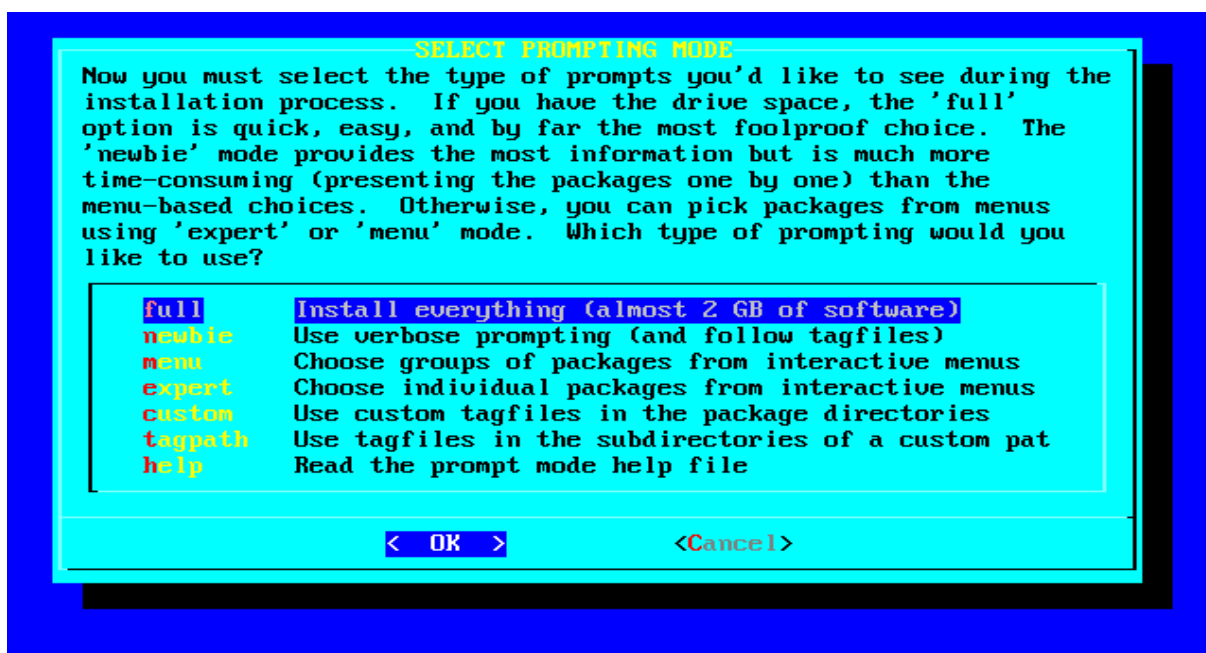 SELECT PROMPTING MODE
Now you must select the type of prompts you'd like to see during the
installation process.  If you have the drive space, the 'full'
option is quick, easy, and by far the most foolproof choice.  The
'newbie' mode provides the most information but is much more
time-consuming (presenting the packages one by one) than the
menu-based choices.  Otherwise, you can pick packages from menus
using 'expert' or 'menu' mode.  Which type of prompting would you
like to use?
full Install everything (almost 2 GB of software)
newbie Use verbose prompting (and follow tagfiles)
menu Choose groups of packages from interactive menus
expert Choose individual packages from interactive menus
custom Use custom tagfiles in the package directories
tagpath Use tagfiles in the subdirectories of a custom pat
help Read the prompt mode help file
< OK > <Cancel>